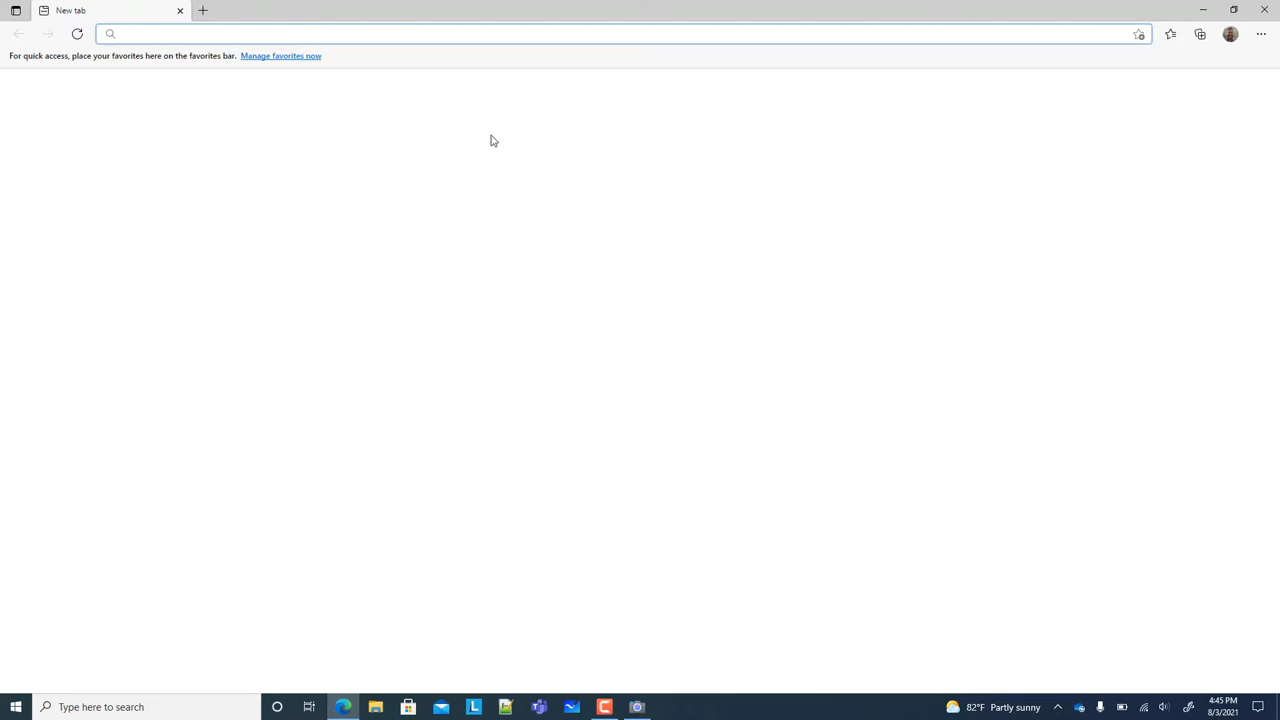 New tab
For quick access, place your favorites here on the favorites bar. Manage favorites now
Type here to search
L
82°F Partly sunny
4:45 PM
8/3/2021